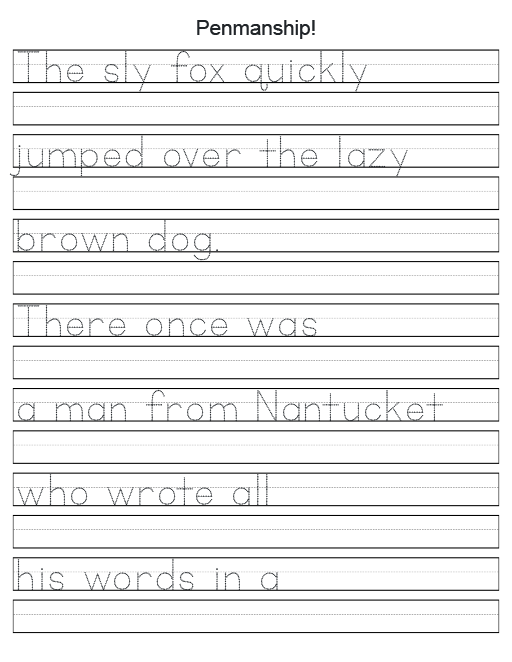 Penmanship!
The sly fox quickly
jumped over the lazy
brown dog.
There once was
a man from Nantucket
who wrote all
his words in a